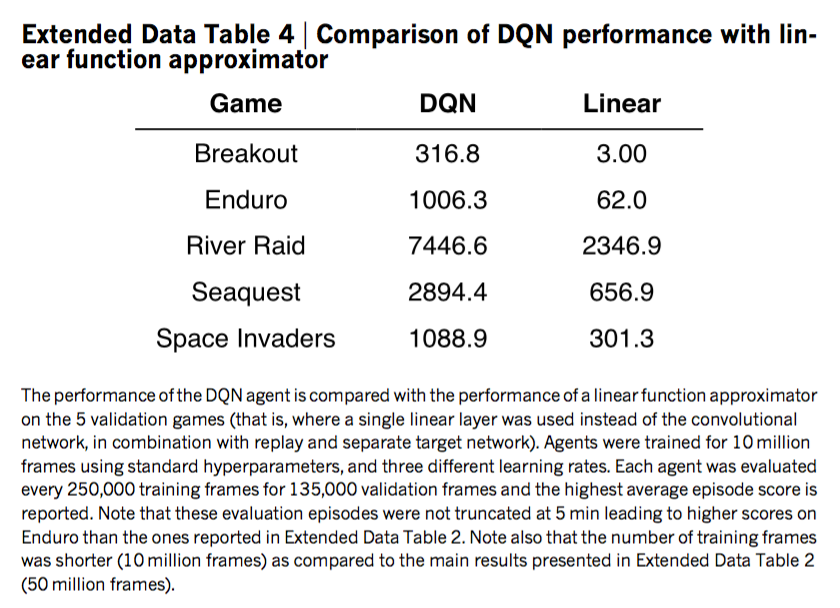 Extended Data Table 4 | Comparison of DQN performance with lin-
ear function approximator
Game DQN Linear
Breakout 316.8 3.00
Enduro 1006.3 62.0
River Raid 7446.6 2346.9
Seaquest 2894.4 656.9
Space Invaders 1088.9 301.3
The performance of the DQN agent is compared with the performance of a linear function approximator
on the 5 validation games (that is, where a single linear layer was used instead of the convolutional
network, in combination with replay and separate target network). Agents were trained for 10 million
frames using standard hyperparameters, and three different learning rates. Each agent was evaluated
every 250,000 training frames for 135,000 validation frames and the highest average episode score is
reported. Note that these evaluation episodes were not truncated at 5 min leading to higher scores on
Enduro than the ones reported in Extended Data Table 2. Note also that the number of training frames
was shorter (10 million frames) as compared to the main results presented in Extended Data Table 2
(50 million frames).